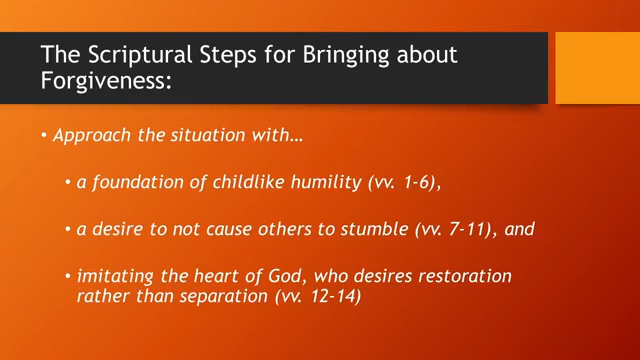 The Scriptural Steps for Bringing about
Forgiveness:
• Approach the situation with…
• a foundation of childlike humility (vv. 1-6),
• a desire to not cause others to stumble (vv. 7-11), and
• imitating the heart of God, who desires restoration
rather than separation (vv. 12-14)